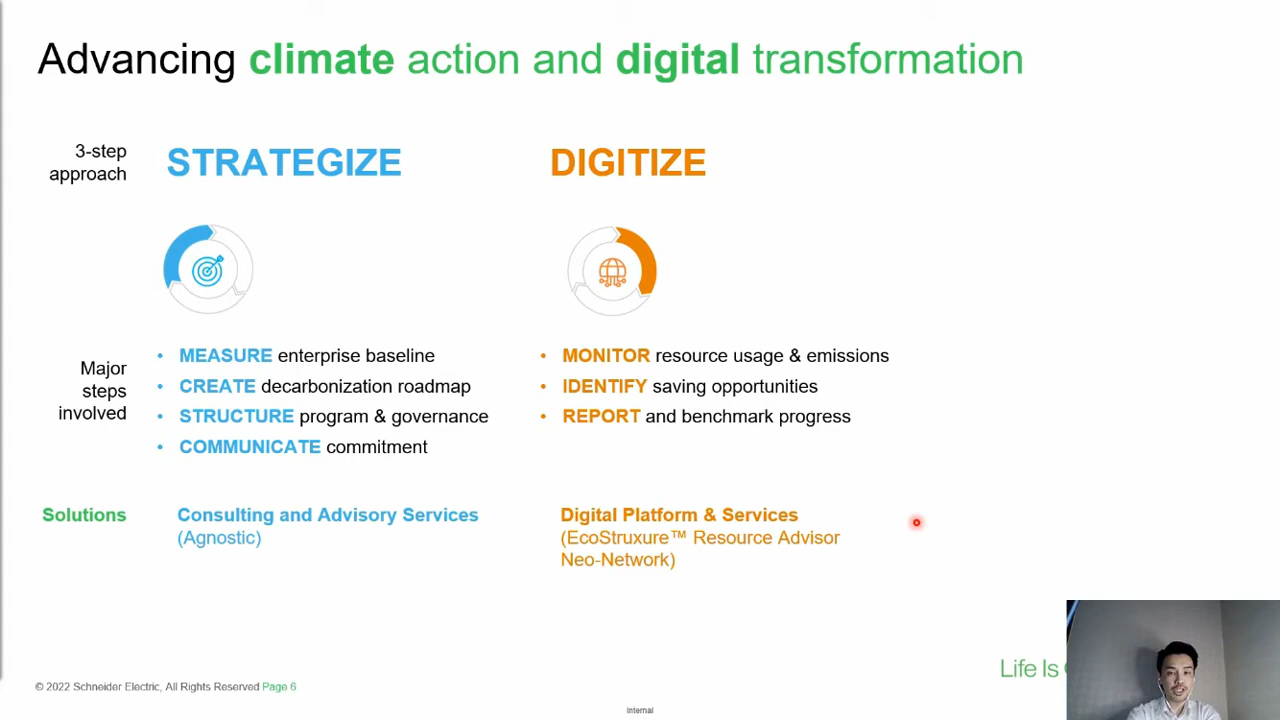 Advancing climate action and digital transformation
3-step
approach
STRATEGIZE
DIGITIZE
Major
steps
involved
• MEASURE enterprise baseline
• CREATE decarbonization roadmap
• STRUCTURE program & governance
• COMMUNICATE commitment
• MONITOR resource usage & emissions
• IDENTIFY saving opportunities
• REPORT and benchmark progress
Solutions
Consulting and Advisory Services
(Agnostic)
Digital Platform & Services
(EcoStruxure™ Resource Advisor
Neo-Network)
Life Is
© 2022 Schneider Electric, All Rights Reserved Page 6
Internal